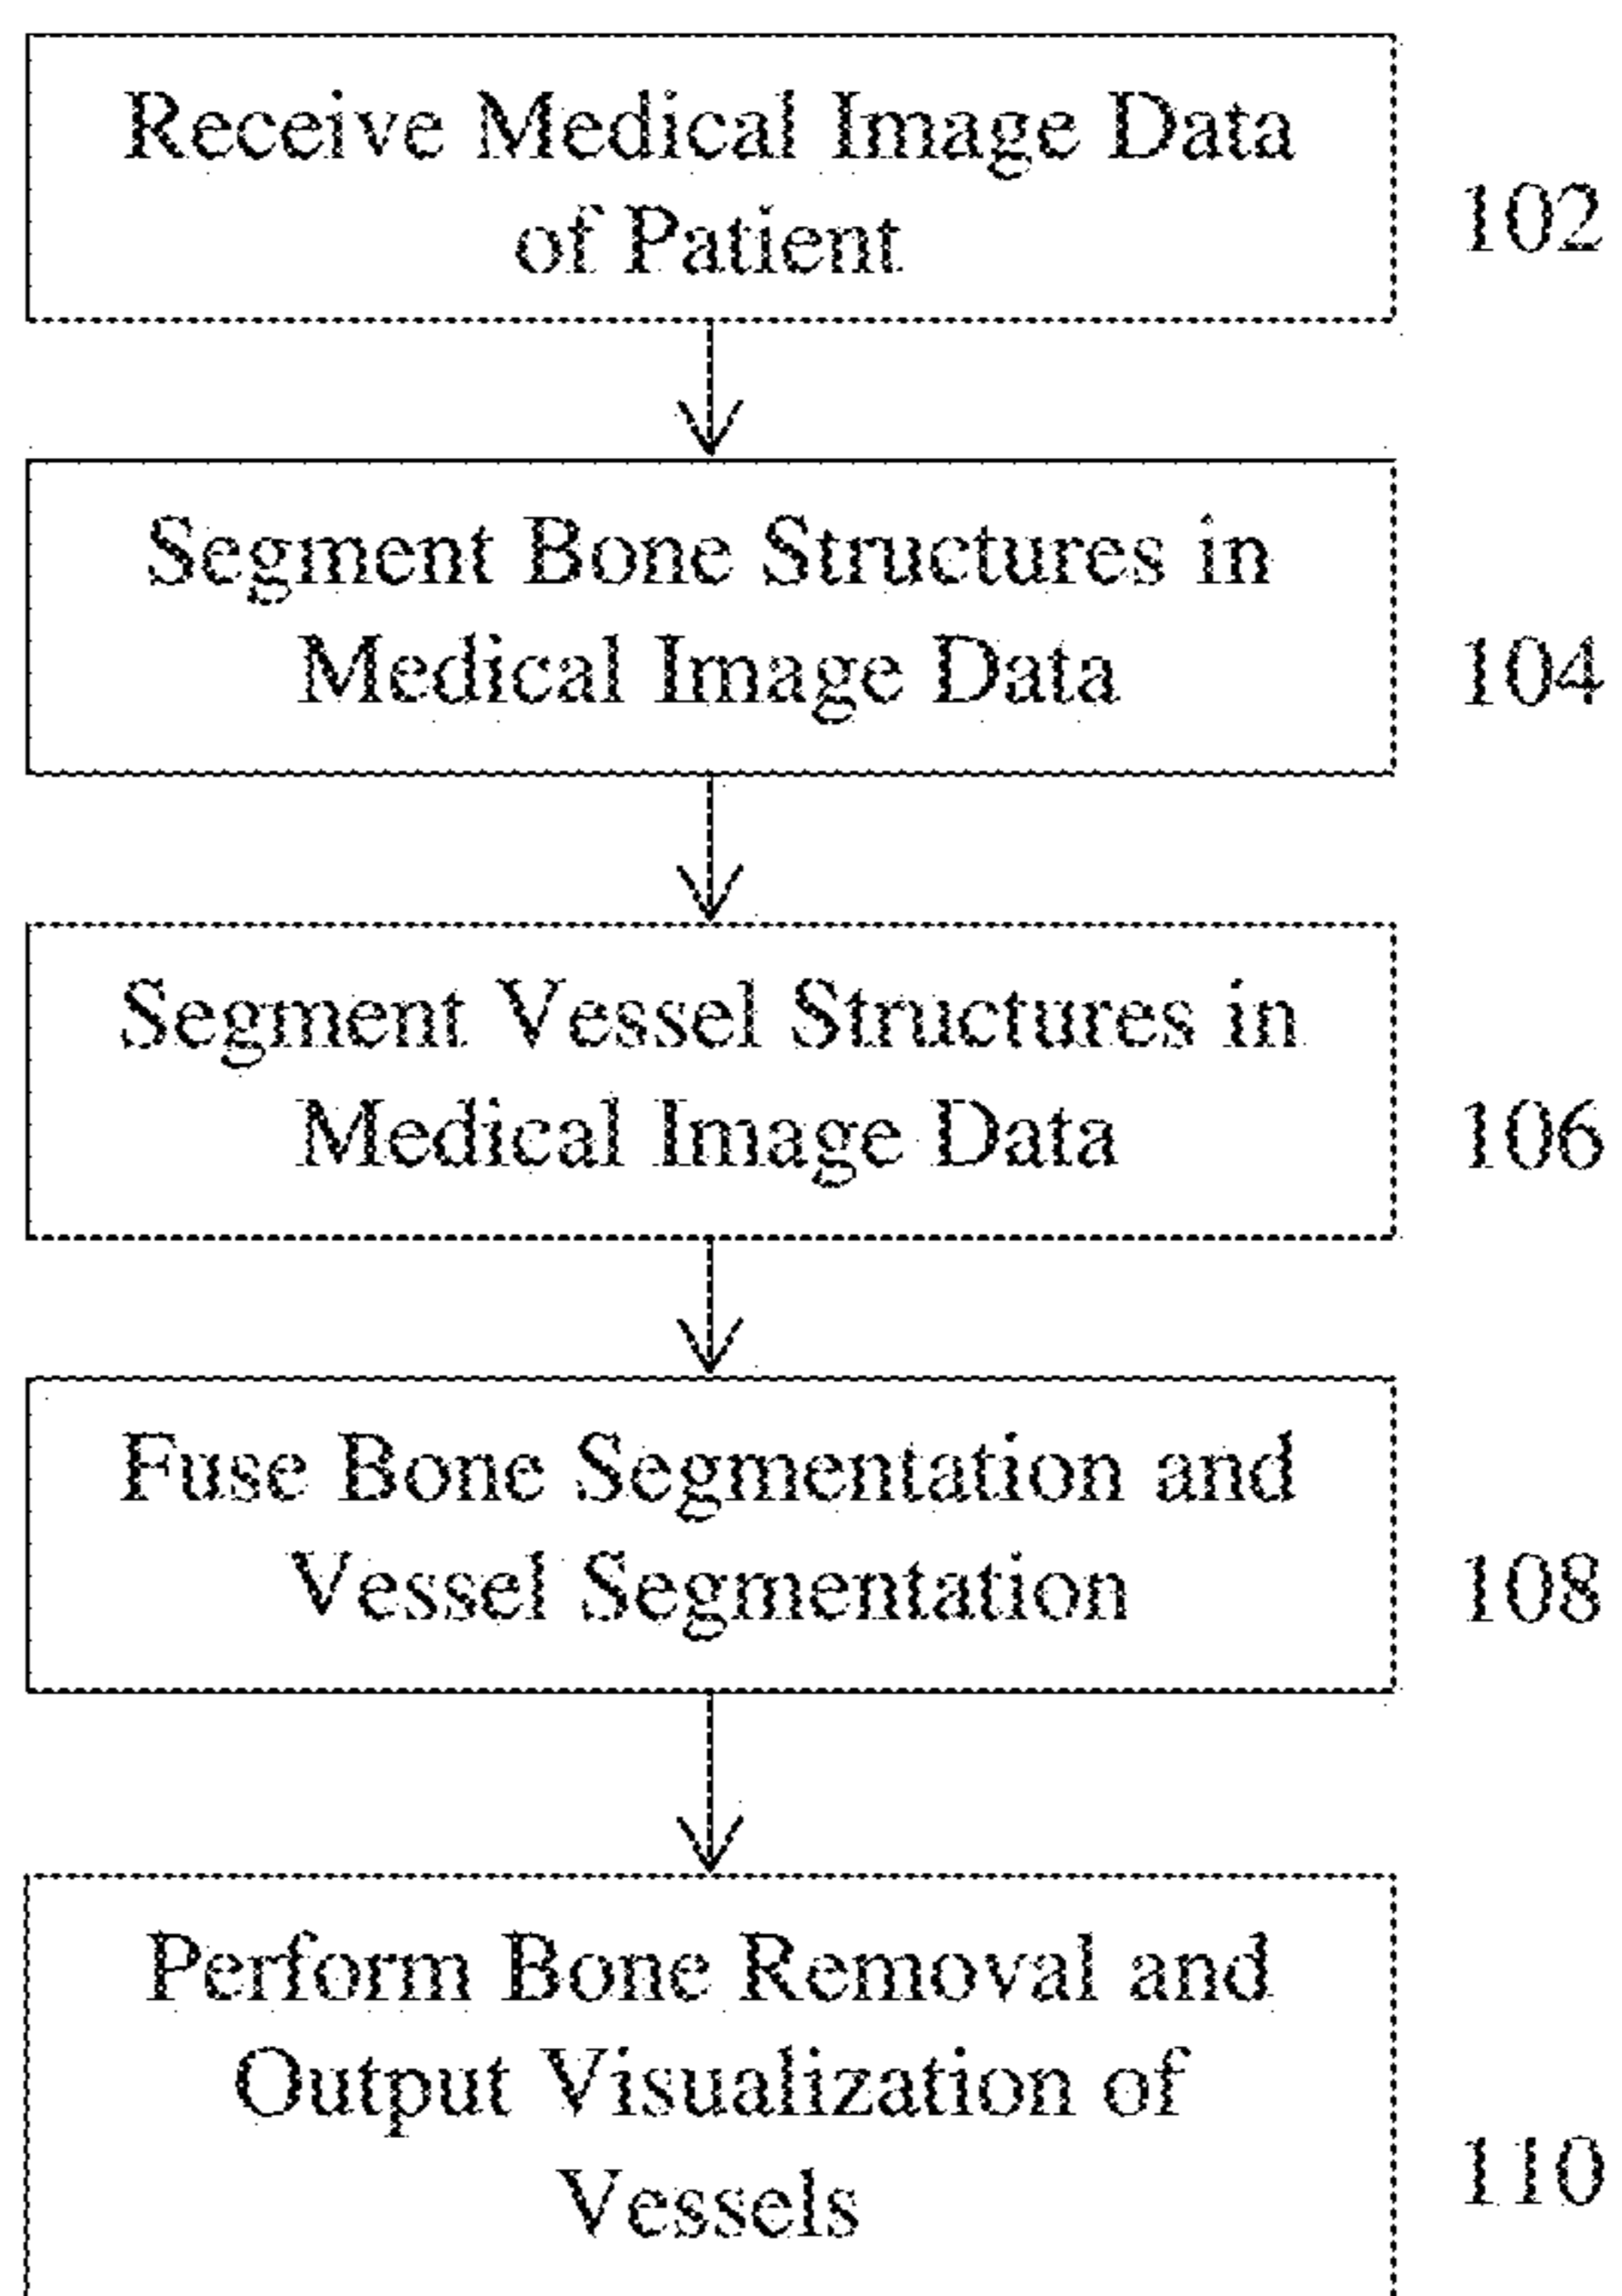 Receive Medical Image Data
of Patient
102
Segment Bone Structures in
Medical Image Data
104
Segment Vessel Structures in
Medical Image Data
106
Fuse Bone Segmentation and
Vessel Segmentation
108
Perform Bone Removal and
Output Visualization of
Vessels
110